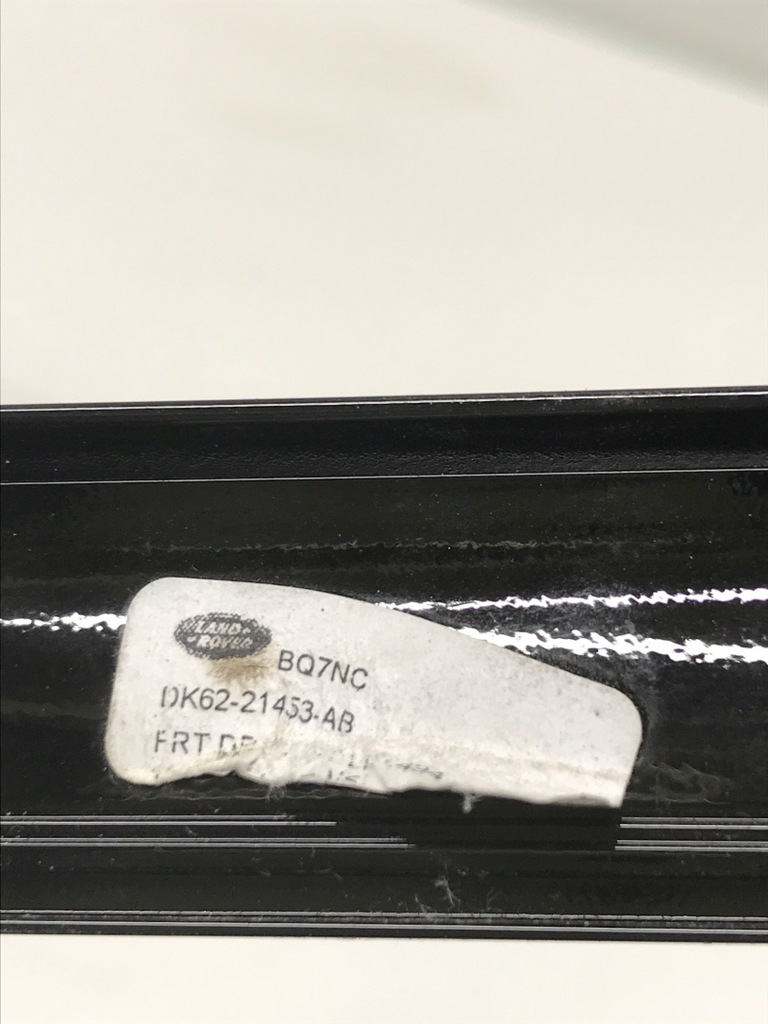 LAND
ROVER
BQ7NC
DK62-21453-AB
FRT